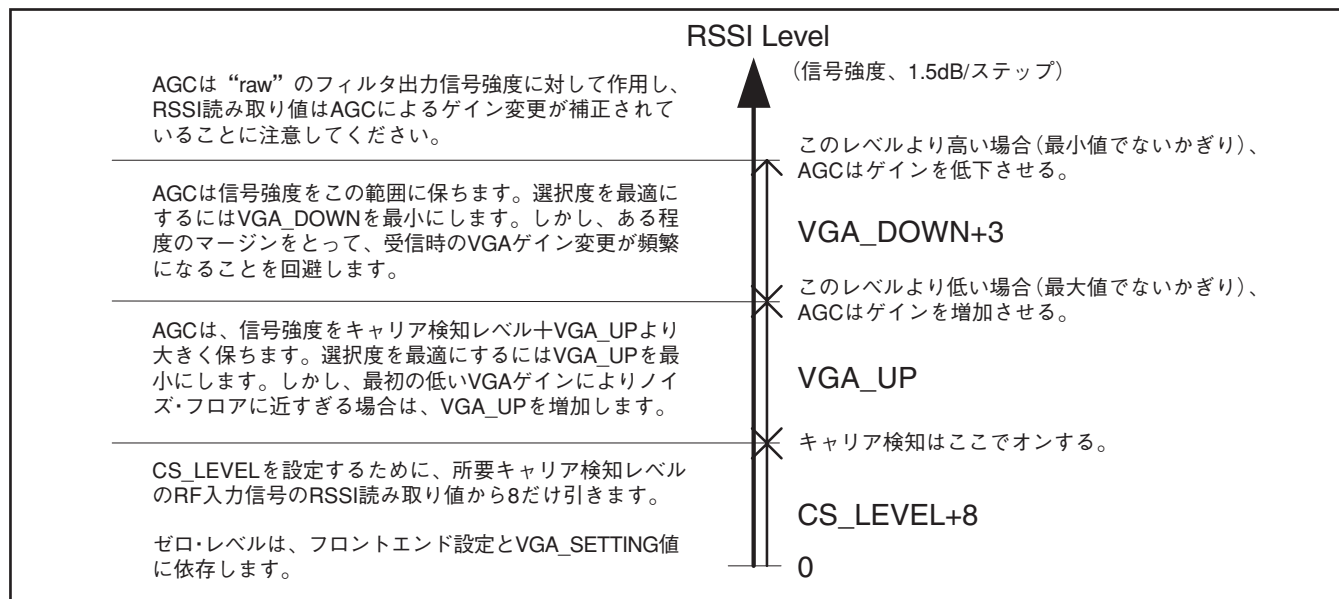 RSSI Level
(信号強度、1.5dB/ステップ)
AGCは“raw”のフィルタ出力信号強度に対して作用し、
RSSI読み取り値はAGCによるゲイン変更が補正されて
いることに注意してください。
このレベルより高い場合(最小値でないかぎり)、
AGCはゲインを低下させる。
AGCは信号強度をこの範囲に保ちます。選択度を最適に
するにはVGA_DOWNを最小にします。しかし、ある程
度のマージンをとって、受信時のVGAゲイン変更が頻繁
になることを回避します。
VGA_DOWN+3
このレベルより低い場合(最大値でないかぎり)、
AGCはゲインを増加させる。
AGCは、信号強度をキャリア検知レベル+VGA_UPより
大きく保ちます。選択度を最適にするにはVGA_UPを最
小にします。しかし、最初の低いVGAゲインによりノイ
ズ・フロアに近すぎる場合は、VGA_UPを増加します。
VGA_UP
キャリア検知はここでオンする。
CS_LEVELを設定するために、所要キャリア検知レベル
のRF入力信号のRSSI読み取り値から8だけ引きます。
CS_LEVEL+8
ゼロ・レベルは、フロントエンド設定とVGA_SETTING値
に依存します。
0